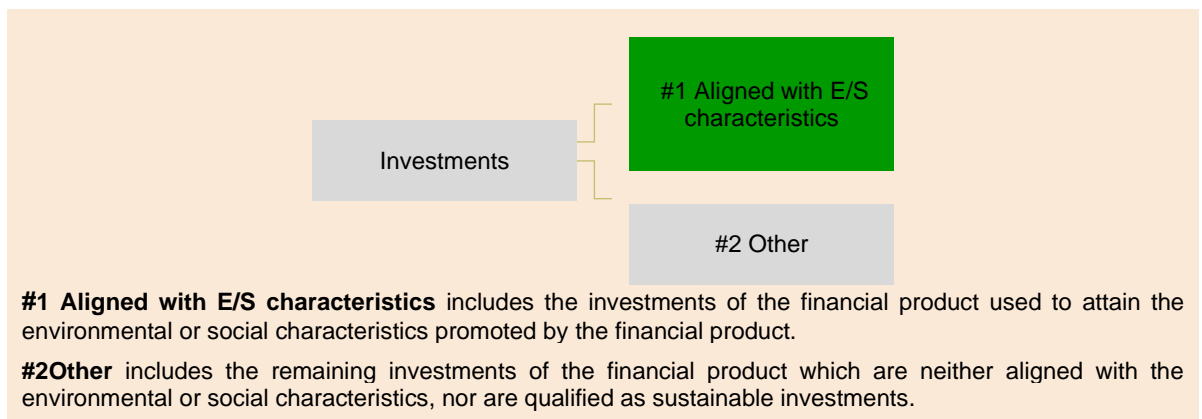 #1 Aligned with E/S
characteristics
Investments
#2 Other
#1 Aligned with E/S characteristics includes the investments of the financial product used to attain the
environmental or social characteristics promoted by the financial product.
#2Other includes the remaining investments of the financial product which are neither aligned with the
environmental or social characteristics, nor are qualified as sustainable investments.